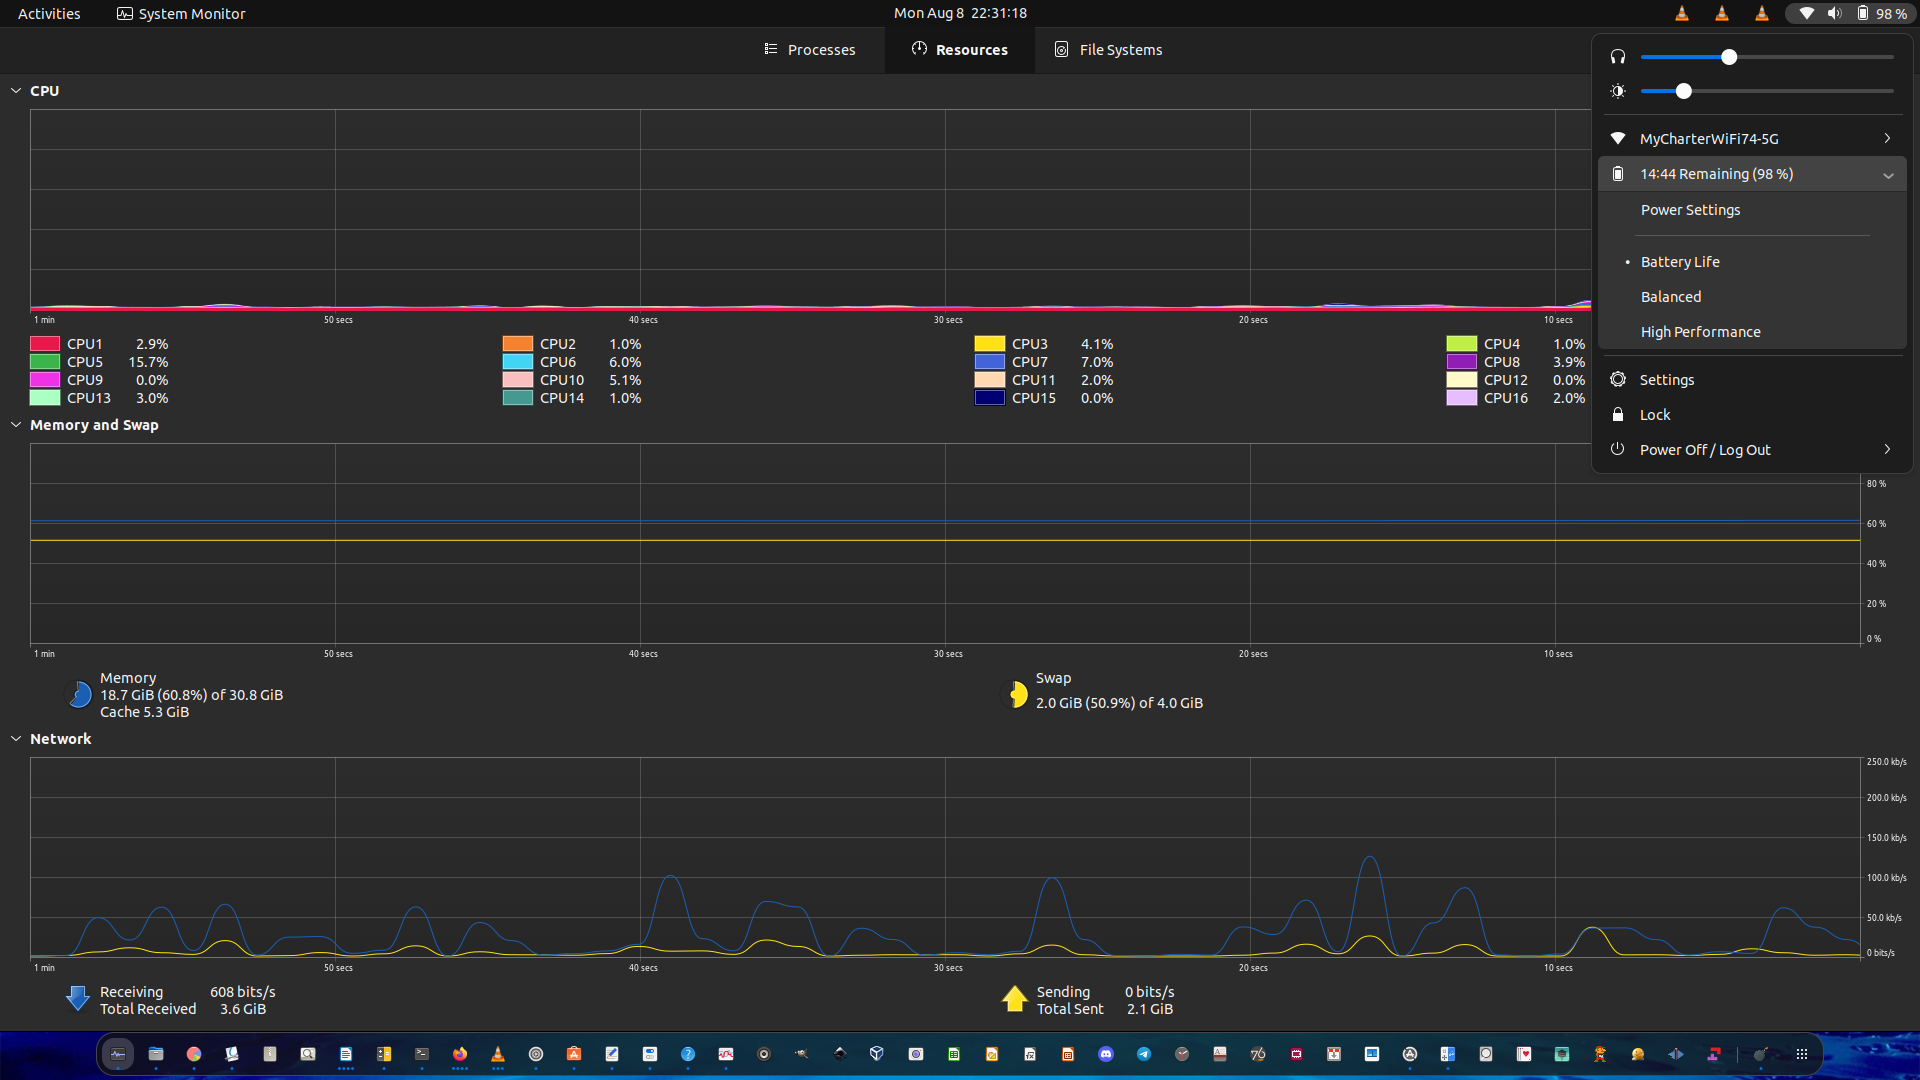 Activities
System Monitor
Mon Aug 8 22:31:18
98 %
Processes
Resources
File Systems
CPU
1 min
50 secs
40 secs
30 secs
20 secs
10 secs
CPU1 2.9%
CPU2 1.0%
CPU3 4.1%
CPU4 1.0%
CPU5 15.7%
CPU6 6.0%
CPU7 7.0%
CPU8 3.9%
CPU9 0.0%
CPU10 5.1%
CPU11 2.0%
CPU12 0.0%
CPU13 3.0%
CPU14 1.0%
CPU15 0.0%
CPU16 2.0%
MyCharterWiFi74-5G
14:44 Remaining (98 %)
Power Settings
Battery Life
Balanced
High Performance
Settings
Lock
Power Off / Log Out
Memory and Swap
80 %
60 %
40 %
20 %
0 %
1 min
50 secs
40 secs
30 secs
20 secs
10 secs
Memory
18.7 GiB (60.8%) of 30.8 GiB
Cache 5.3 GiB
Swap
2.0 GiB (50.9%) of 4.0 GiB
Network
250.0 kb/s
200.0 kb/s
150.0 kb/s
100.0 kb/s
50.0 kb/s
0 bits/s
1 min
50 secs
40 secs
30 secs
20 secs
10 secs
Receiving 608 bits/s
Total Received 3.6 GiB
Sending 0 bits/s
Total Sent 2.1 GiB
76